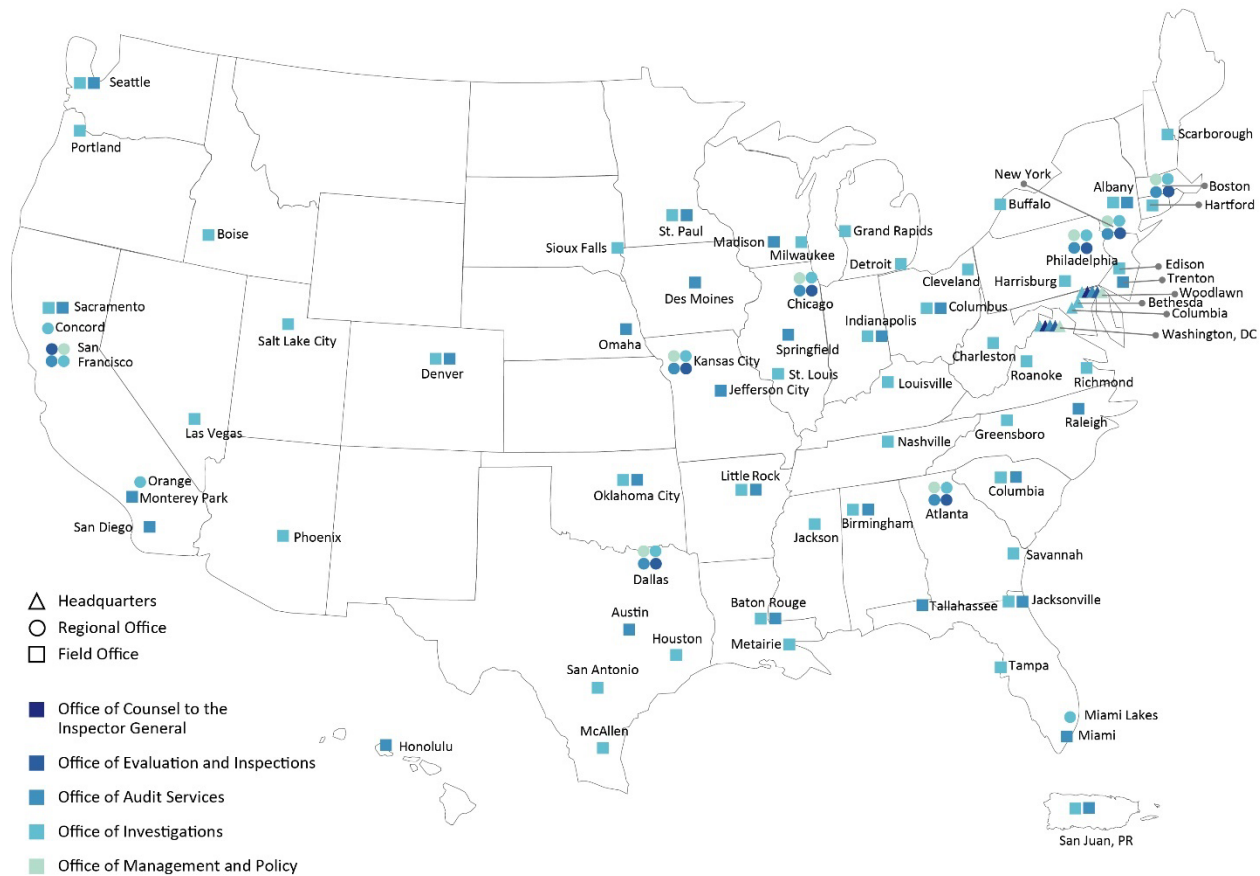 Seattle
Portland
Boise
Sacramento
Concord
San
Francisco
Salt Lake City
Denver
Las Vegas
Orange
Monterey Park
San Diego
Phoenix
Sioux Falls
St. Paul
Madison
Milwaukee
Grand Rapids
Detroit
Des Moines
Chicago
Omaha
Kansas City
Jefferson City
Springfield
St. Louis
Indianapolis
Columbus
Cleveland
Louisville
Nashville
Oklahoma City
Little Rock
Dallas
Austin
Houston
San Antonio
McAllen
Baton Rouge
Metairie
Jackson
Birmingham
Atlanta
Columbia
Savannah
Tallahassee
Jacksonville
Tampa
Miami Lakes
Miami
Greensboro
Raleigh
Charleston
Roanoke
Richmond
Harrisburg
Philadelphia
New York
Buffalo
Albany
Scarborough
Boston
Hartford
Edison
Trenton
Woodlawn
Bethesda
Columbia
Washington, DC
Honolulu
San Juan, PR
Headquarters
Regional Office
Field Office
Office of Counsel to the
Inspector General
Office of Evaluation and Inspections
Office of Audit Services
Office of Investigations
Office of Management and Policy